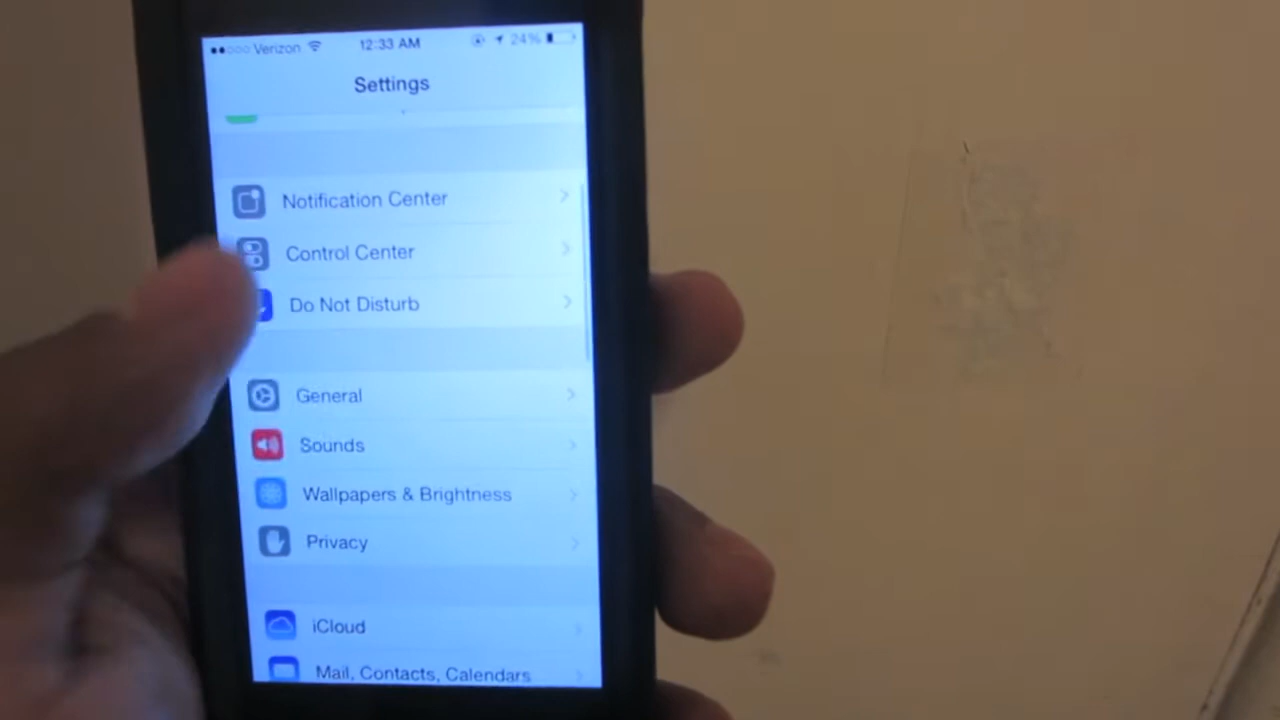 Verizon 12:33 AM 24%
Settings
Notification Center
Control Center
Do Not Disturb
General
Sounds
Wallpapers & Brightness
Privacy
iCloud
Mail, Contacts, Calendars